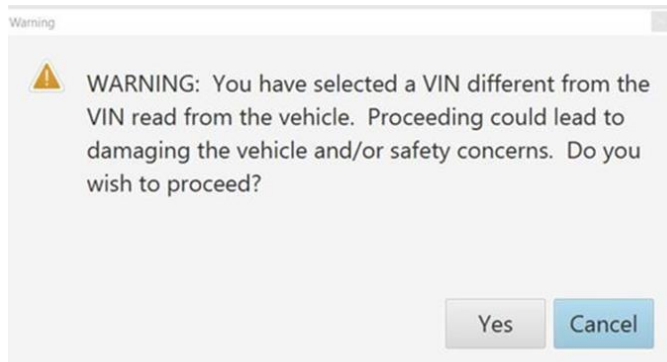 Warning
WARNING:  You have selected a VIN different from the
VIN read from the vehicle.  Proceeding could lead to
damaging the vehicle and/or safety concerns.  Do you
wish to proceed?
Yes
Cancel